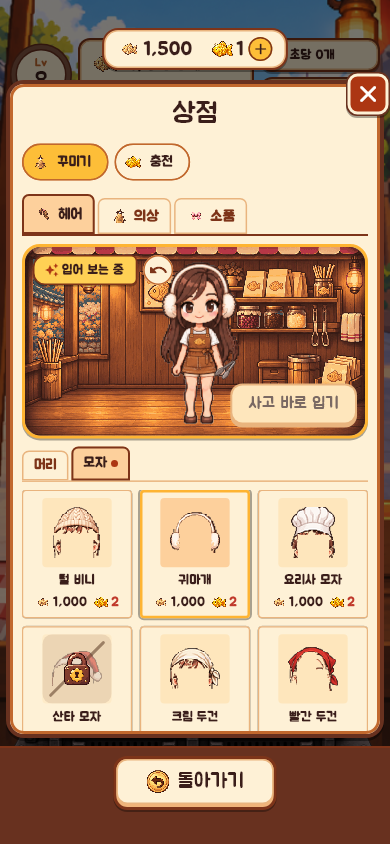 1,500 1
Lv
초당 0개
상점
꾸미기 충전
헤어 의상 소품
입어 보는 중
사고 바로 입기
머리 모자
털 비니 귀마개 요리사 모자
1,000 2 1,000 2 1,000 2
산타 모자 크림 두건 빨간 두건
돌아가기